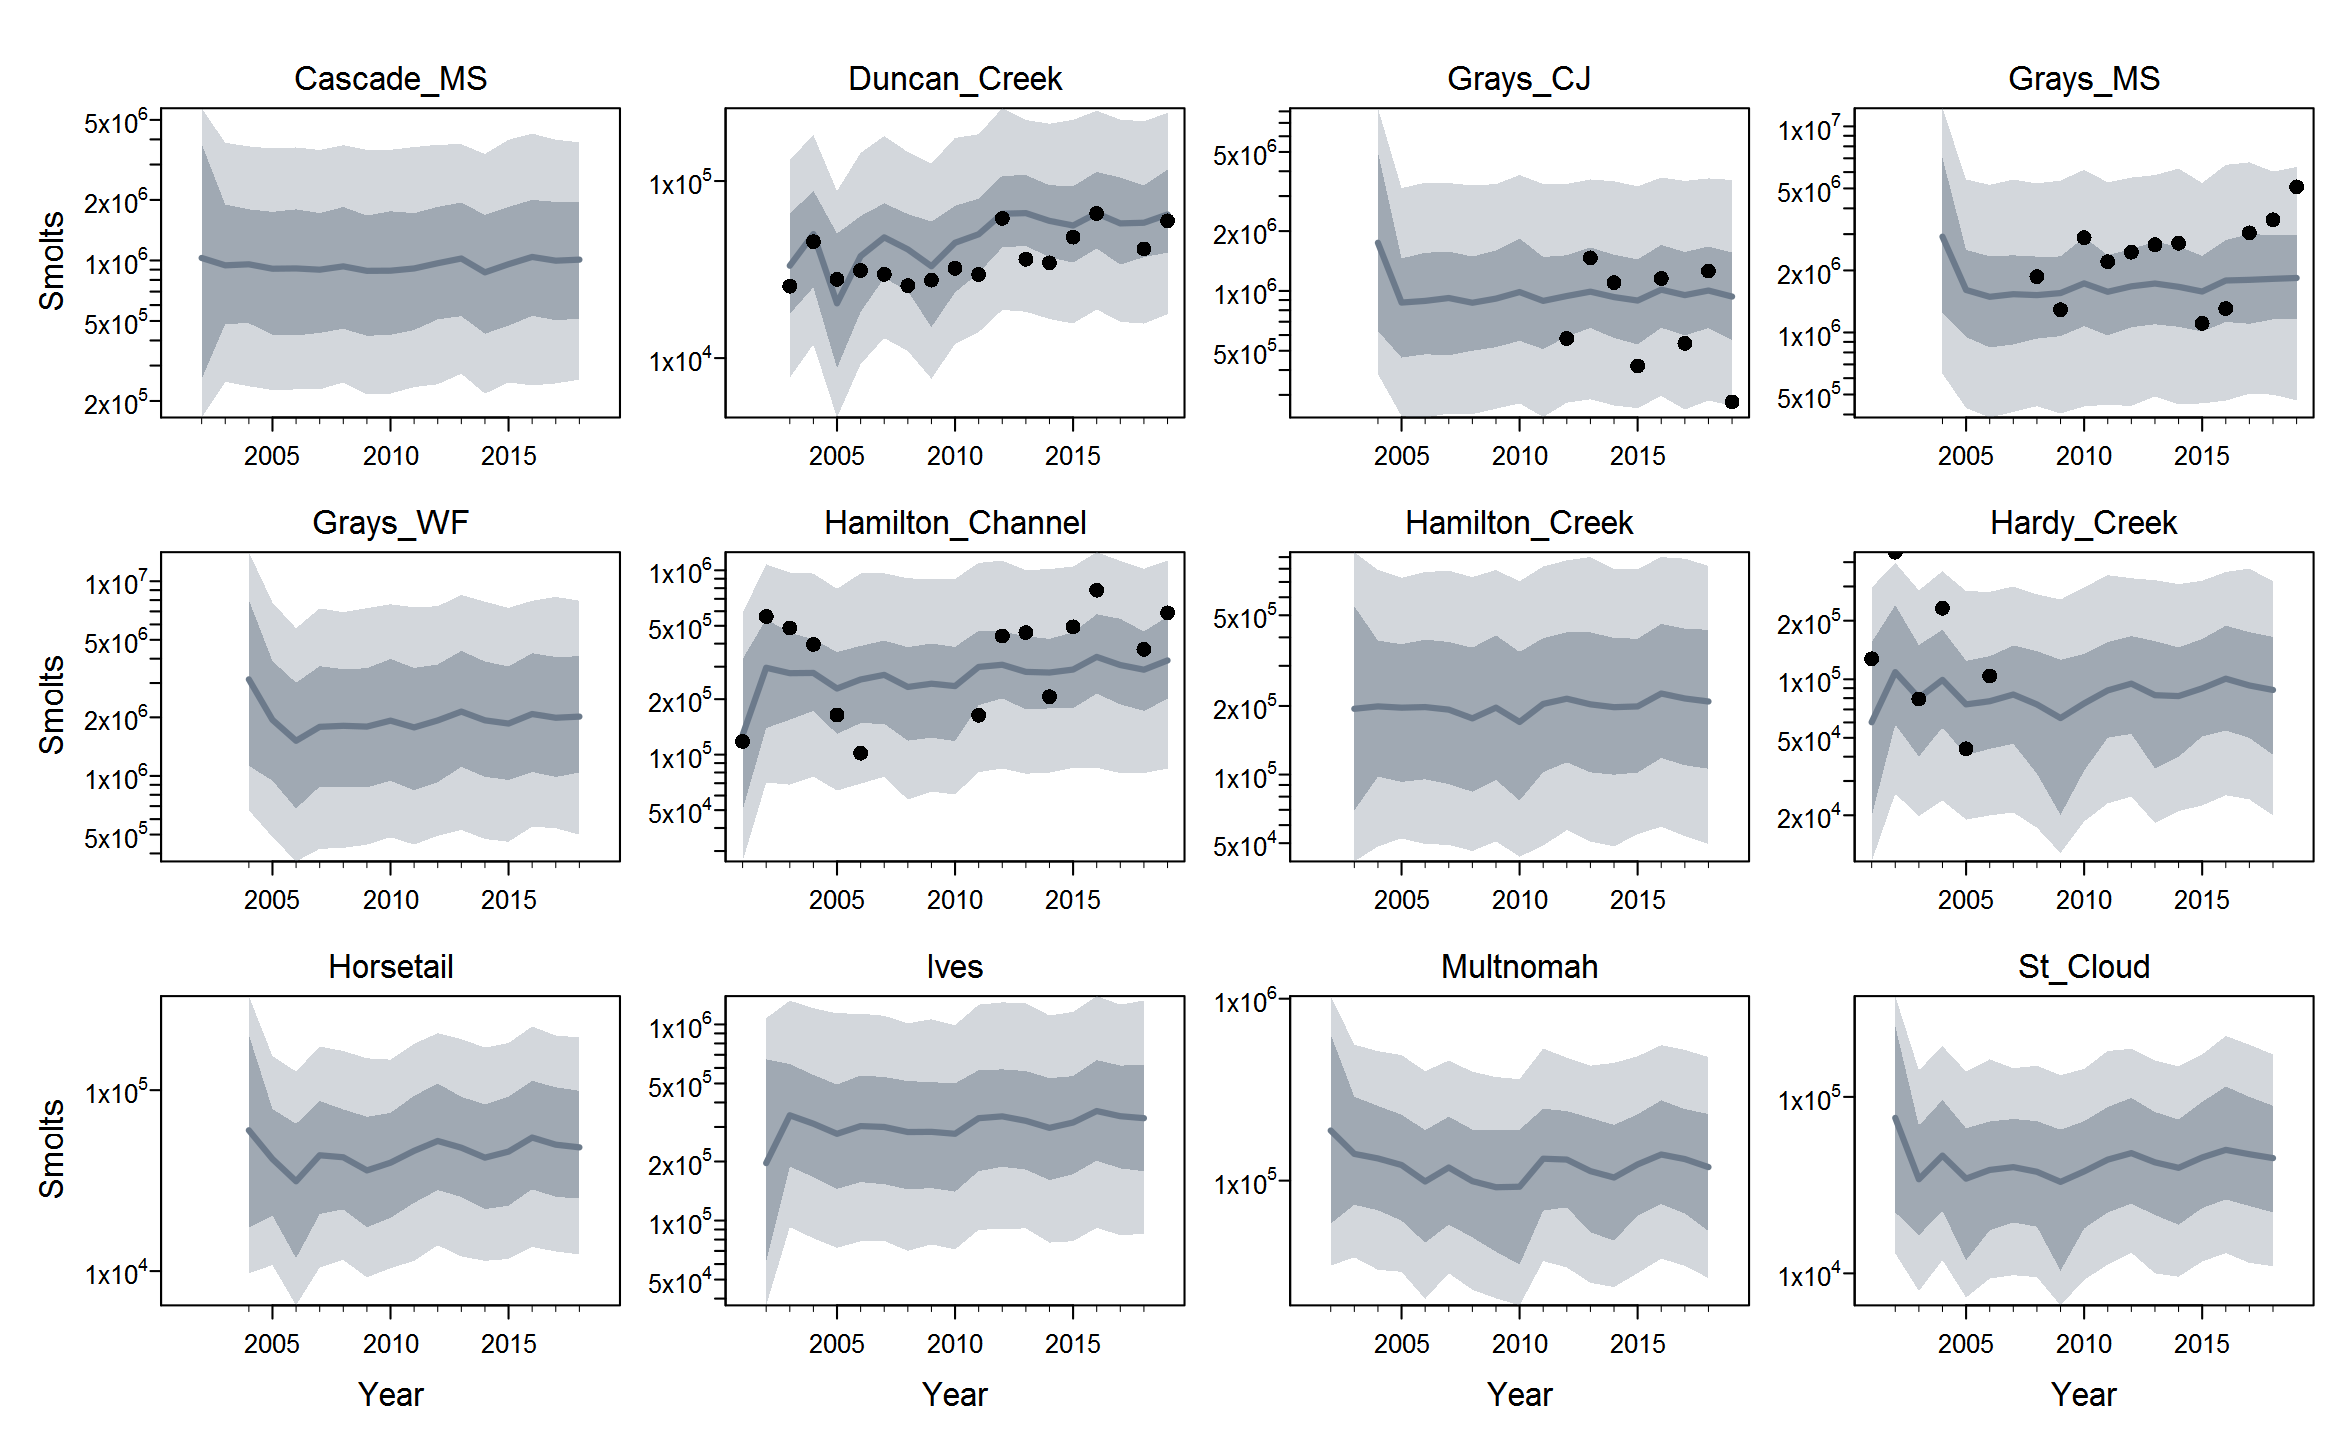 Cascade_MS Duncan_Creek Grays_CJ Grays_MS
Smolts
5x10⁶
2x10⁶
1x10⁶
5x10⁵
2x10⁵
2005 2010 2015
1x10⁵
1x10⁴
2005 2010 2015
5x10⁶
2x10⁶
1x10⁶
5x10⁵
2005 2010 2015
1x10⁷
5x10⁶
2x10⁶
1x10⁶
5x10⁵
2005 2010 2015
Grays_WF Hamilton_Channel Hamilton_Creek Hardy_Creek
Smolts
1x10⁷
5x10⁶
2x10⁶
1x10⁶
5x10⁵
2005 2010 2015
1x10⁶
5x10⁵
2x10⁵
1x10⁵
5x10⁴
2005 2010 2015
5x10⁵
2x10⁵
1x10⁵
5x10⁴
2005 2010 2015
2x10⁵
1x10⁵
5x10⁴
2x10⁴
2005 2010 2015
Horsetail Ives Multnomah St_Cloud
Smolts
1x10⁵
1x10⁴
2005 2010 2015
1x10⁶
5x10⁵
2x10⁵
1x10⁵
5x10⁴
2005 2010 2015
1x10⁶
1x10⁵
2005 2010 2015
1x10⁵
1x10⁴
2005 2010 2015
Year Year Year Year